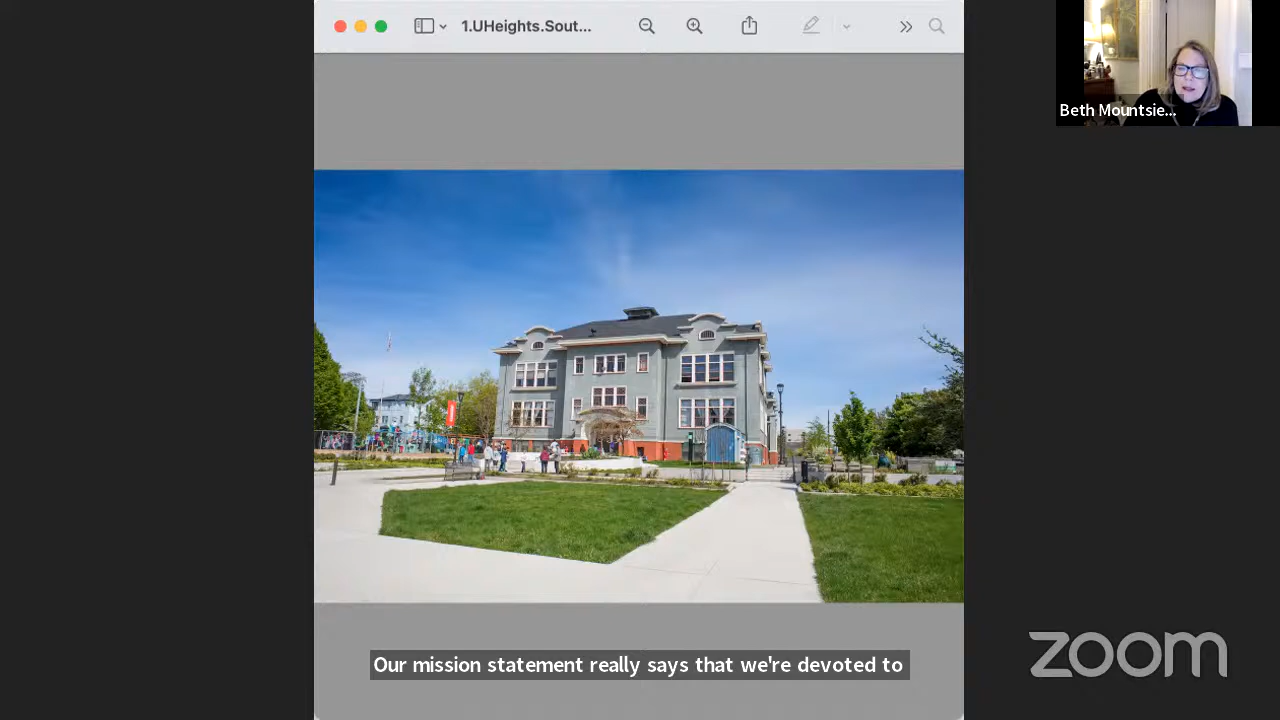 1.UHeights.Sout...
Beth Mountsie...
Our mission statement really says that we're devoted to
zoom